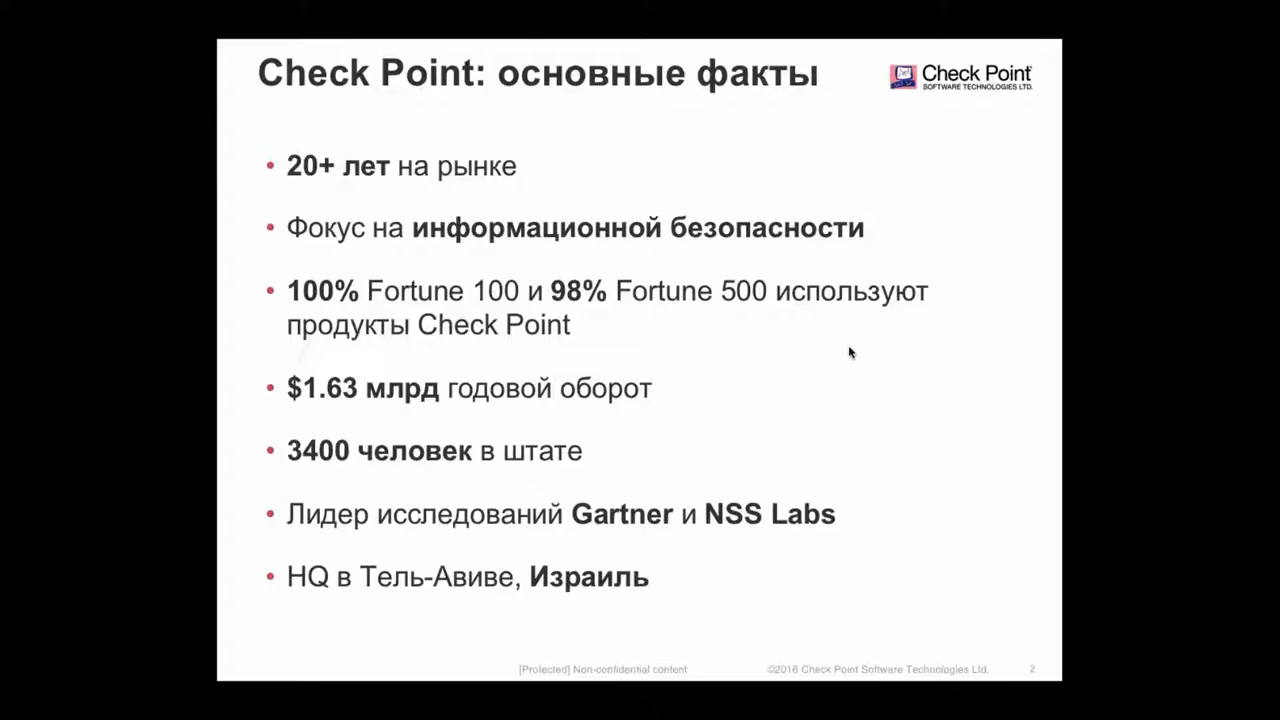 Check Point: основные факты
Check Point
SOFTWARE TECHNOLOGIES LTD.
• 20+ лет на рынке
• Фокус на информационной безопасности
• 100% Fortune 100 и 98% Fortune 500 используют
продукты Check Point
• $1.63 млрд годовой оборот
• 3400 человек в штате
• Лидер исследований Gartner и NSS Labs
• HQ в Тель-Авиве, Израиль
[Protected] Non-confidential content
©2016 Check Point Software Technologies Ltd.
2